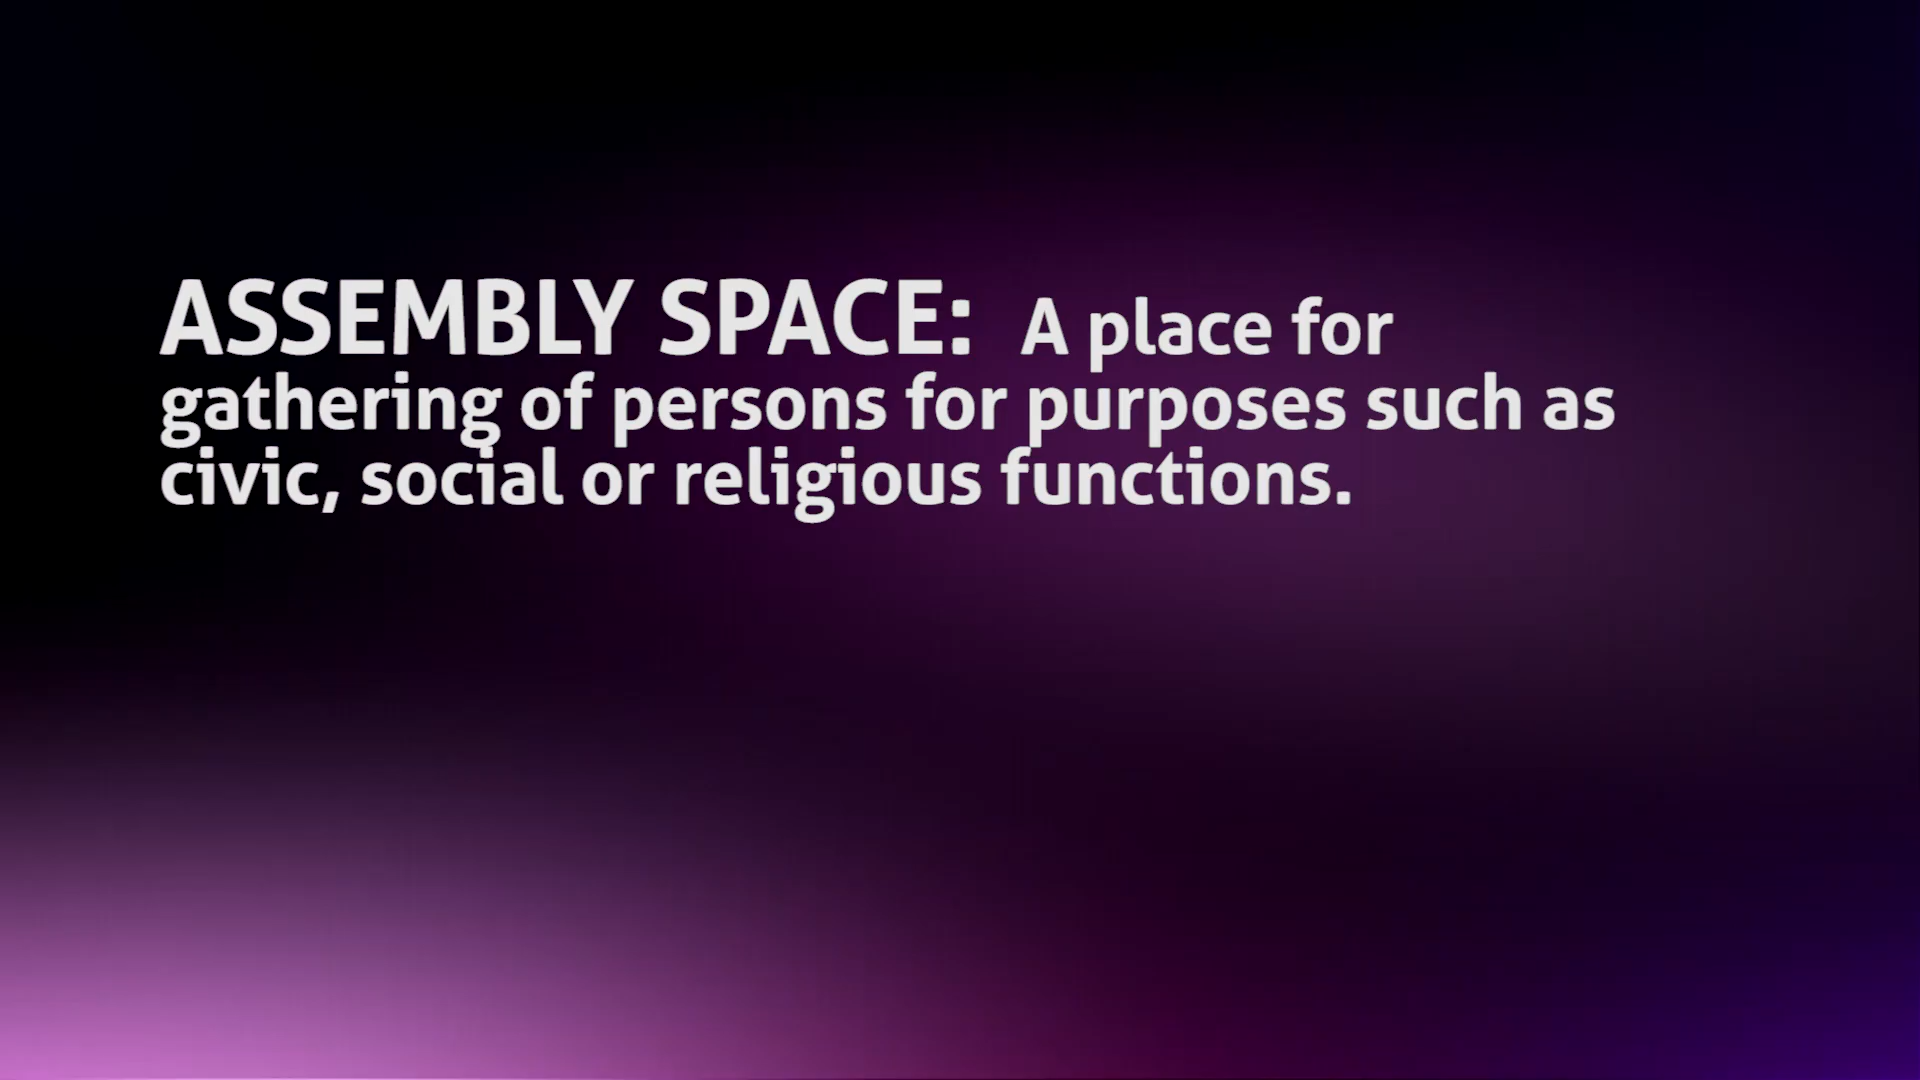 ASSEMBLY SPACE: A place for
gathering of persons for purposes such as
civic, social or religious functions.